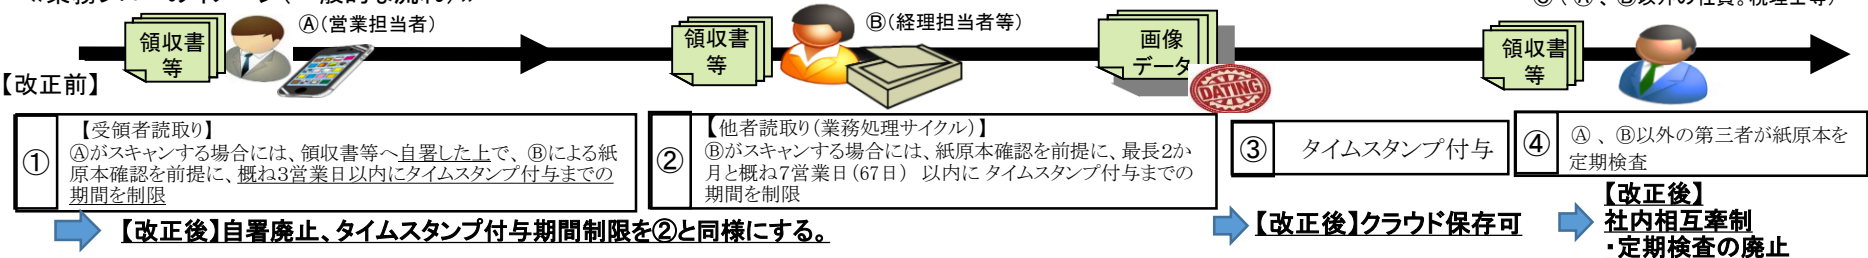 Ⓐ(営業担当者)
領収書
等
領収書
等
Ⓑ(経理担当者等)
画像
データ
DATING
領収書
等
【改正前】
①
【受領者読取り】
Ⓐがスキャンする場合には、領収書等へ自署した上で、Ⓑによる紙
原本確認を前提に、概ね3営業日以内にタイムスタンプ付与までの
期間を制限
②
【他者読取り(業務処理サイクル)】
Ⓑがスキャンする場合には、紙原本確認を前提に、最長2か
月と概ね7営業日(67日) 以内に タイムスタンプ付与までの
期間を制限
③
タイムスタンプ付与
④
Ⓐ 、Ⓑ以外の第三者が紙原本を
定期検査
【改正後】自署廃止、タイムスタンプ付与期間制限を②と同様にする。
【改正後】クラウド保存可
【改正後】
社内相互牽制
・定期検査の廃止